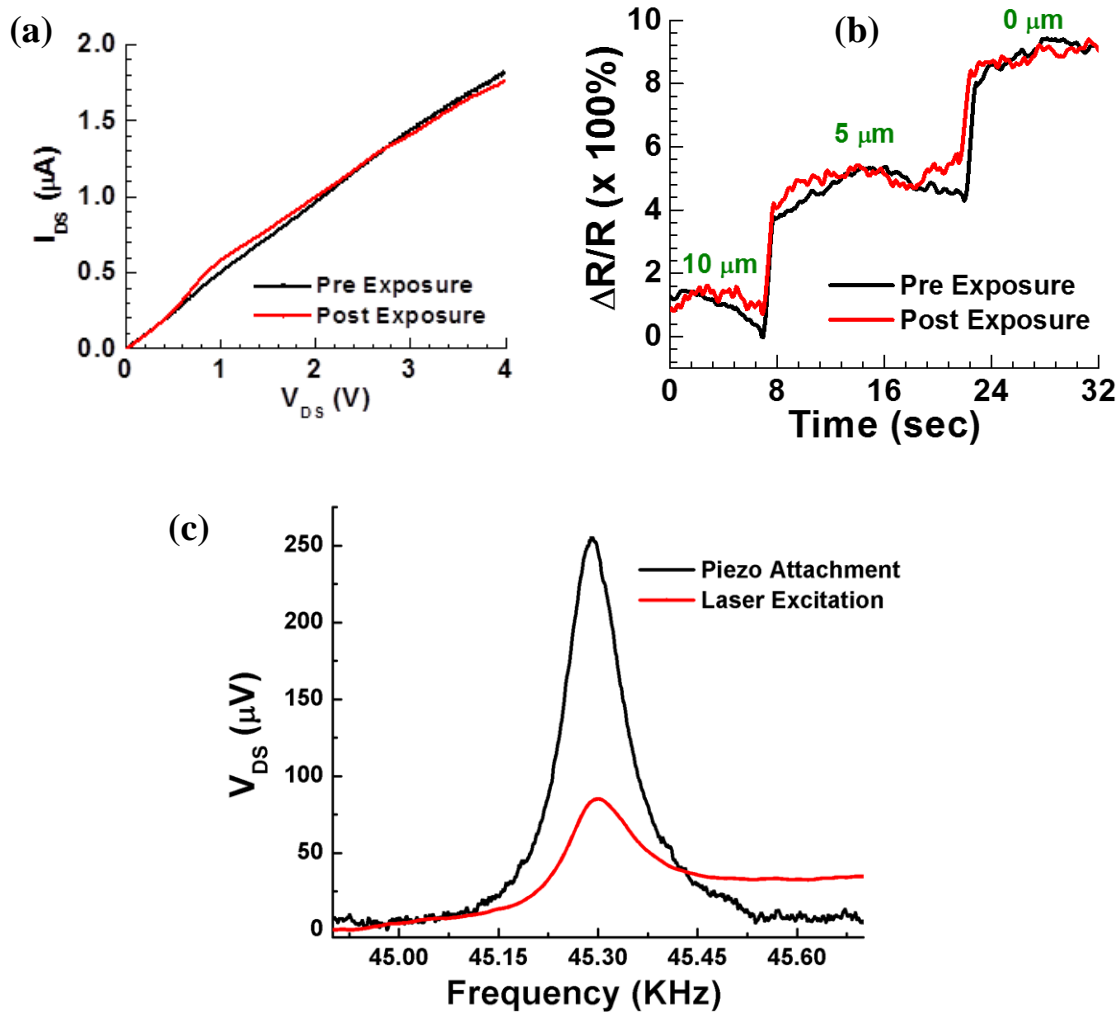 (a)
2.0
1.5
1.0
0.5
0.0
I_DS (μA)
Pre Exposure
Post Exposure
0 1 2 3 4
V_DS (V)
(b)
10
8
6
4
2
0
ΔR/R (x 100%)
0 μm
5 μm
10 μm
Pre Exposure
Post Exposure
0 8 16 24 32
Time (sec)
(c)
250
200
150
100
50
0
V_DS (μV)
Piezo Attachment
Laser Excitation
45.00 45.15 45.30 45.45 45.60
Frequency (KHz)